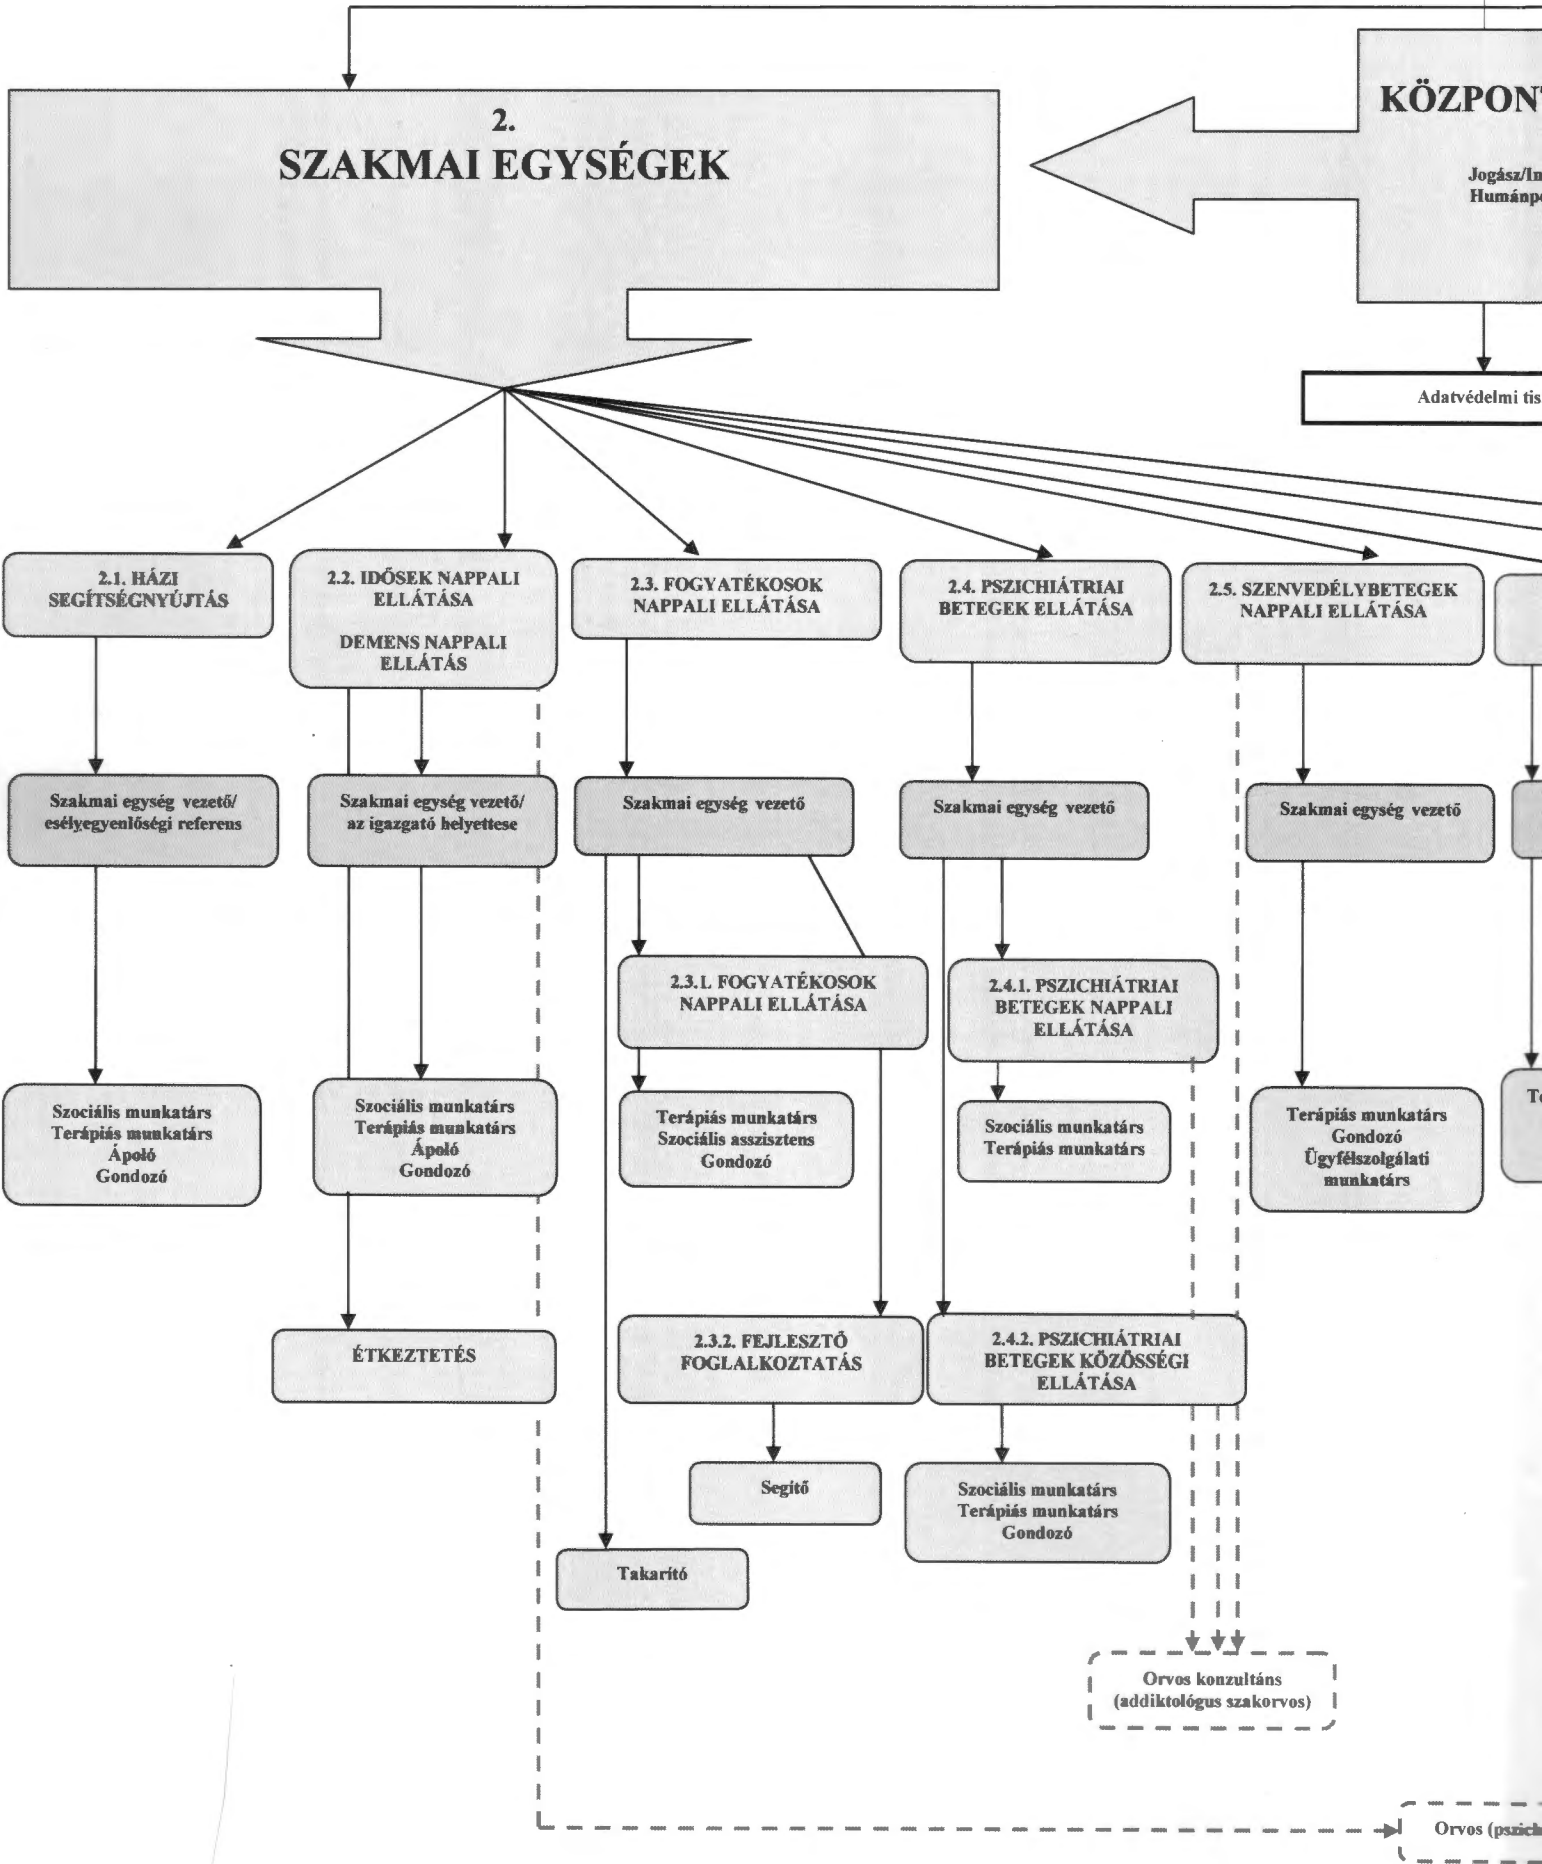 2.
SZAKMAI EGYSÉGEK
Jogász/
Adatvédelmi
2.1. HÁZI
SEGÍTSÉGNYÚJTÁS
2.2. IDŐSEK NAPPALI
ELLÁTÁSA
DEMENS NAPPALI
ELLÁTÁS
2.3. FOGYATÉKOSOK
NAPPALI ELLÁTÁSA
2.4. PSZICHIÁTRIAI
BETEGEK ELLÁTÁSA
2.5. SZENVEDÉLYBETEGEK
NAPPALI ELLÁTÁSA
Szakmai egység vezető/
esélyegyenlőségi referens
Szakmai egység vezető/
az igazgató helyettese
Szakmai egység vezető
Szakmai egység vezető
Szakmai egység vezető
2.3.1. FOGYATÉKOSOK
NAPPALI ELLÁTÁSA
2.4.1. PSZICHIÁTRIAI
BETEGEK NAPPALI
ELLÁTÁSA
Szociális munkatárs
Terápiás munkatárs
Ápoló
Gondozó
Szociális munkatárs
Terápiás munkatárs
Ápoló
Gondozó
Terápiás munkatárs
Szociális asszisztens
Gondozó
Szociális munkatárs
Terápiás munkatárs
Terápiás munkatárs
Gondozó
Ügyfélszolgálati
munkatárs
ÉTKEZTETÉS
2.3.2. FEJLESZTŐ
FOGLALKOZTATÁS
2.4.2. PSZICHIÁTRIAI
BETEGEK KÖZÖSSÉGI
ELLÁTÁSA
Segítő
Szociális munkatárs
Terápiás munkatárs
Gondozó
Takarító
Orvos konzultáns
(addiktológus szakorvos)
Orvos